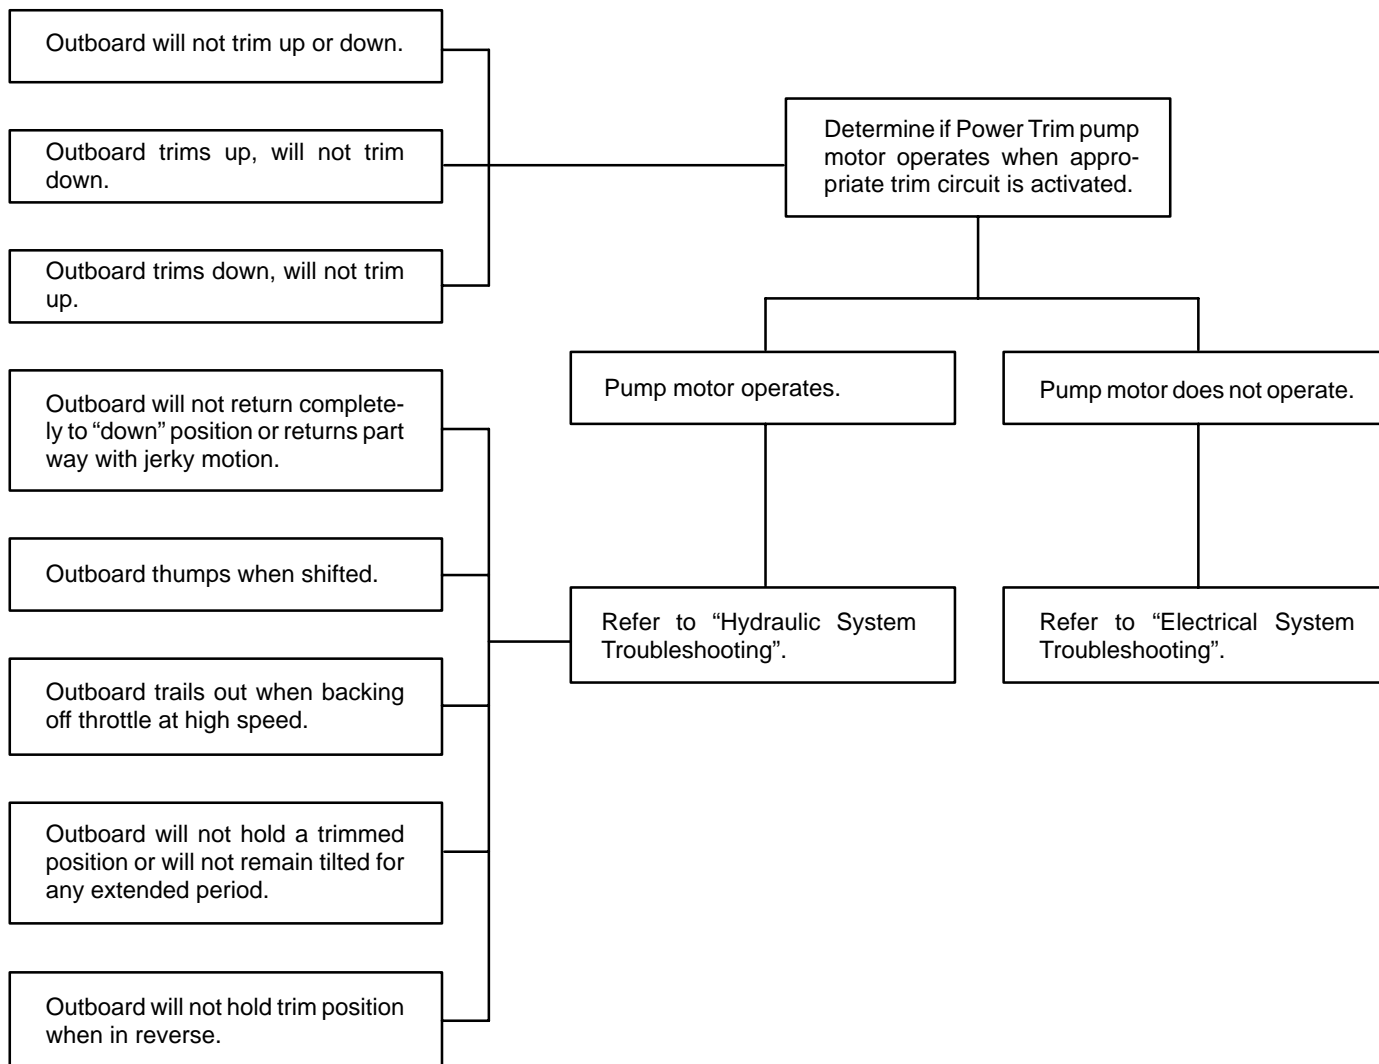 Outboard will not trim up or down.
Outboard trims up, will not trim
down.
Outboard trims down, will not trim
up.
Outboard will not return complete-
ly to “down” position or returns part
way with jerky motion.
Outboard thumps when shifted.
Outboard trails out when backing
off throttle at high speed.
Outboard will not hold a trimmed
position or will not remain tilted for
any extended period.
Outboard will not hold trim position
when in reverse.
Determine if Power Trim pump
motor operates when appro-
priate trim circuit is activated.
Pump motor operates.
Pump motor does not operate.
Refer to “Hydraulic System
Troubleshooting”.
Refer to “Electrical System
Troubleshooting”.